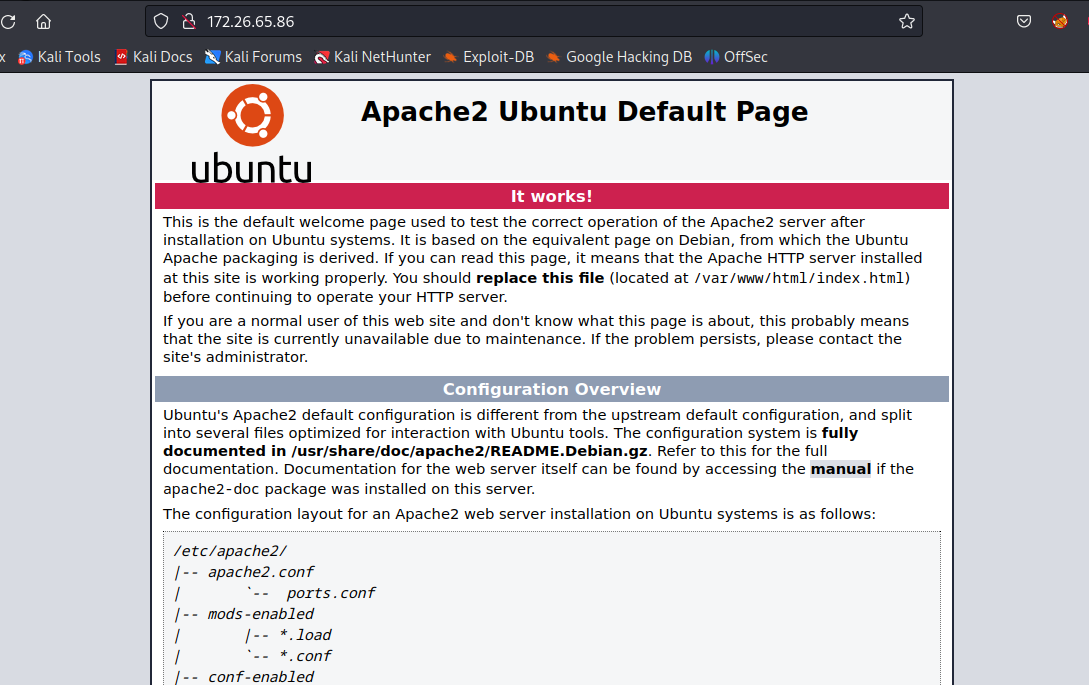 172.26.65.86
x Kali Tools Kali Docs Kali Forums Kali NetHunter Exploit-DB Google Hacking DB OffSec
ubuntu
Apache2 Ubuntu Default Page
It works!
This is the default welcome page used to test the correct operation of the Apache2 server after
installation on Ubuntu systems. It is based on the equivalent page on Debian, from which the Ubuntu
Apache packaging is derived. If you can read this page, it means that the Apache HTTP server installed
at this site is working properly. You should replace this file (located at /var/www/html/index.html)
before continuing to operate your HTTP server.
If you are a normal user of this web site and don't know what this page is about, this probably means
that the site is currently unavailable due to maintenance. If the problem persists, please contact the
site's administrator.
Configuration Overview
Ubuntu's Apache2 default configuration is different from the upstream default configuration, and split
into several files optimized for interaction with Ubuntu tools. The configuration system is fully
documented in /usr/share/doc/apache2/README.Debian.gz. Refer to this for the full
documentation. Documentation for the web server itself can be found by accessing the manual if the
apache2-doc package was installed on this server.
The configuration layout for an Apache2 web server installation on Ubuntu systems is as follows:
/etc/apache2/
|-- apache2.conf
|       `--  ports.conf
|-- mods-enabled
|       |-- *.load
|       `-- *.conf
|-- conf-enabled